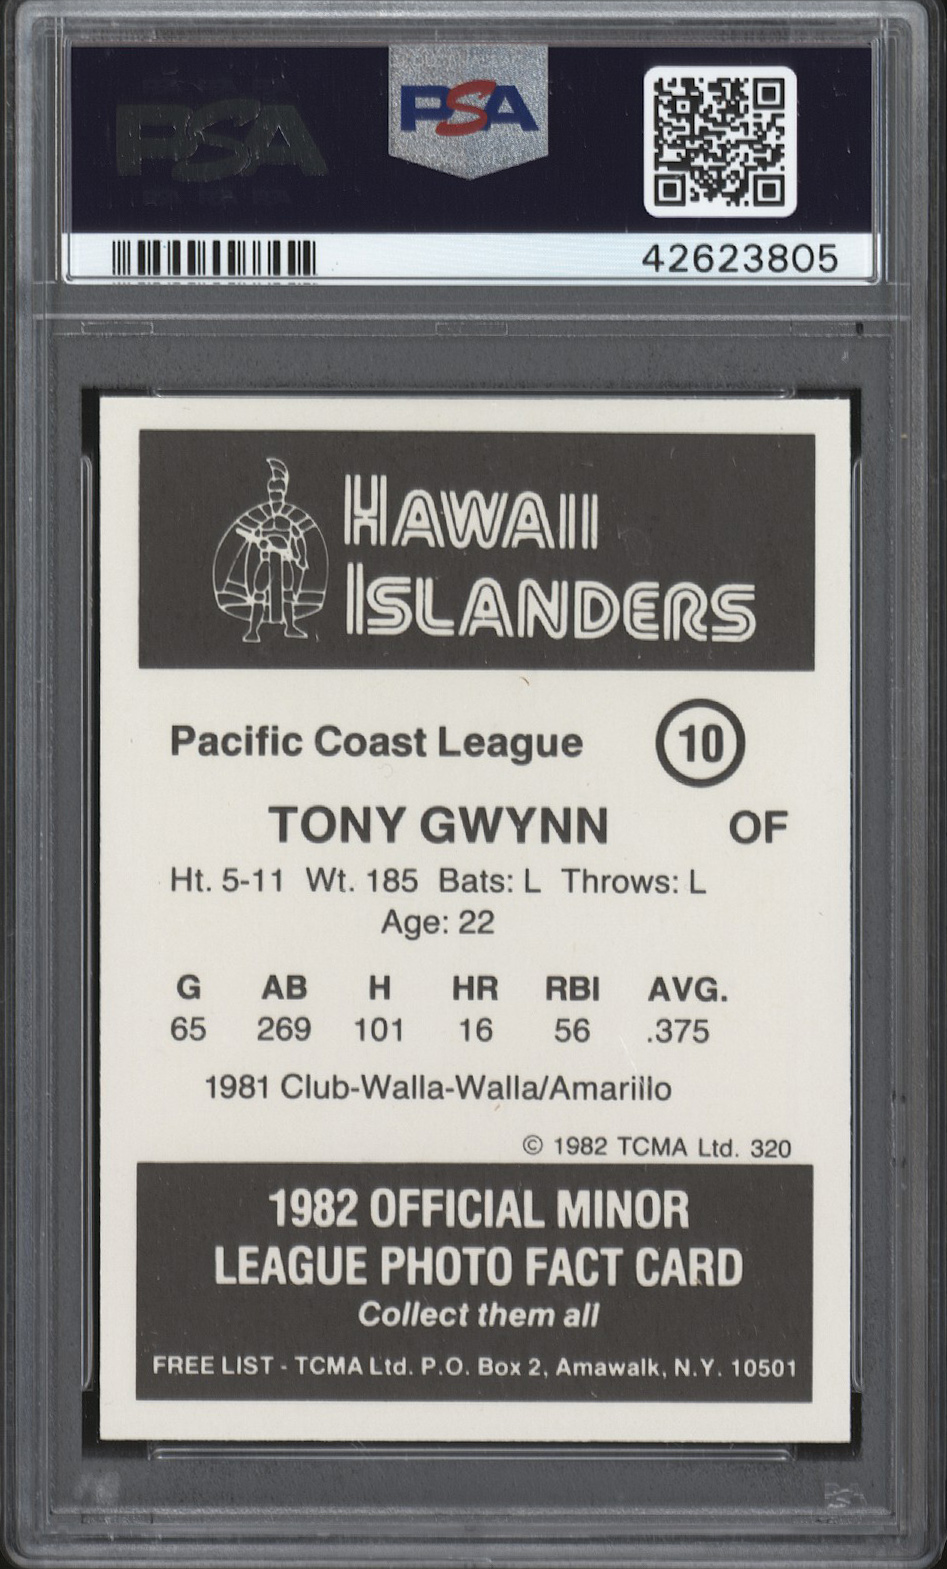 PSA
PSA
42623805
HAWAII
ISLANDERS
Pacific Coast League 10
TONY GWYNN OF
Ht. 5-11 Wt. 185 Bats: L Throws: L
Age: 22
G AB H HR RBI AVG.
65 269 101 16 56 .375
1981 Club-Walla-Walla/Amarillo
© 1982 TCMA Ltd. 320
1982 OFFICIAL MINOR
LEAGUE PHOTO FACT CARD
Collect them all
FREE LIST - TCMA Ltd. P.O. Box 2, Amawalk, N.Y. 10501
PSA